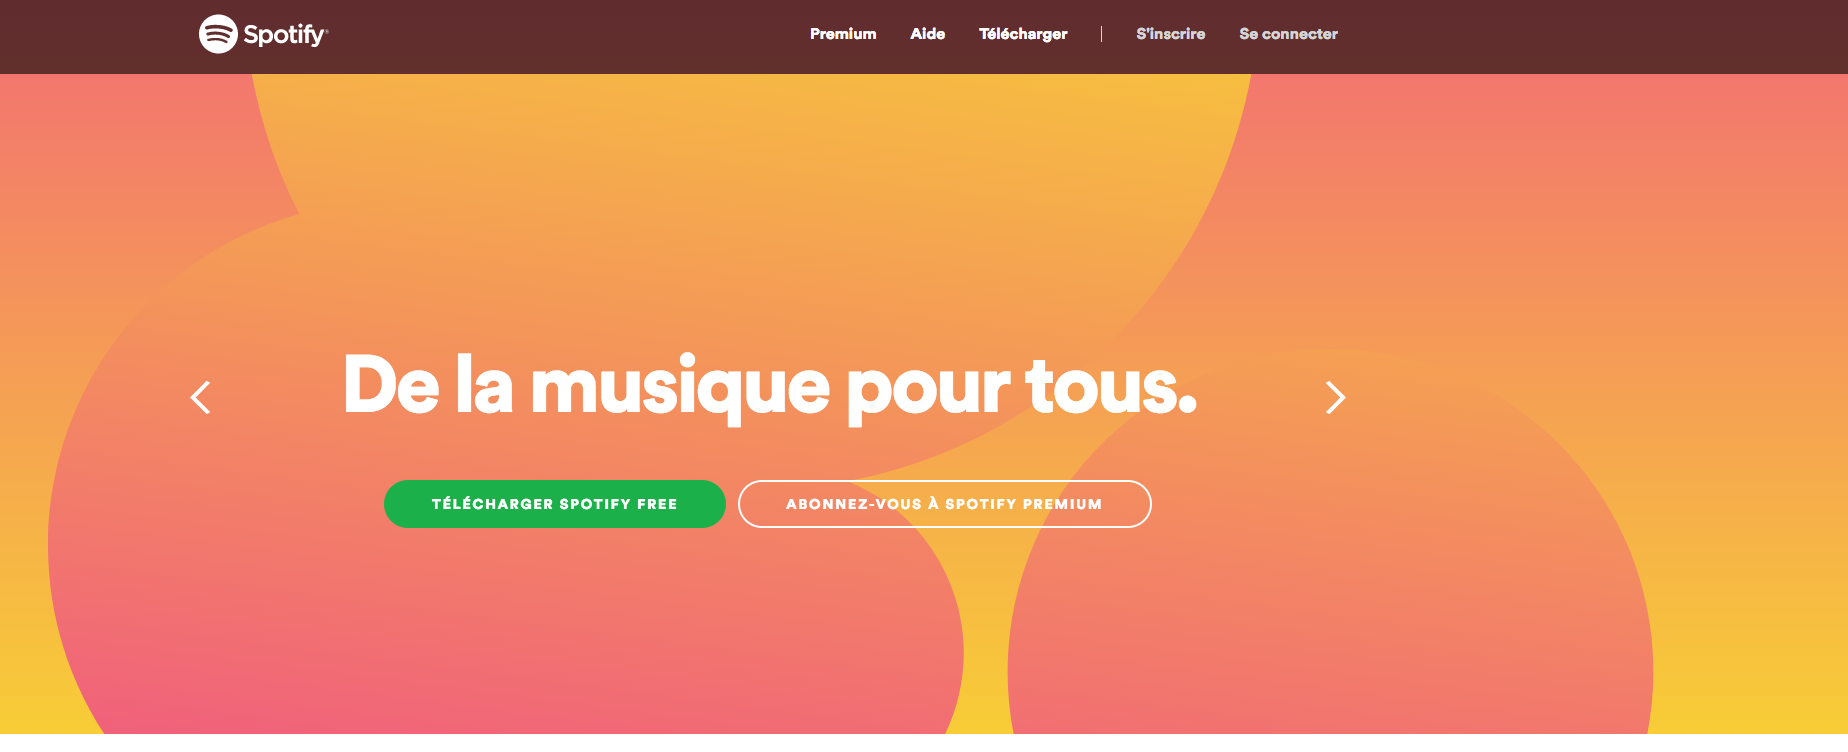 Spotify®
Premium Aide Télécharger | S'inscrire Se connecter
De la musique pour tous.
TÉLÉCHARGER SPOTIFY FREE
ABONNEZ-VOUS À SPOTIFY PREMIUM